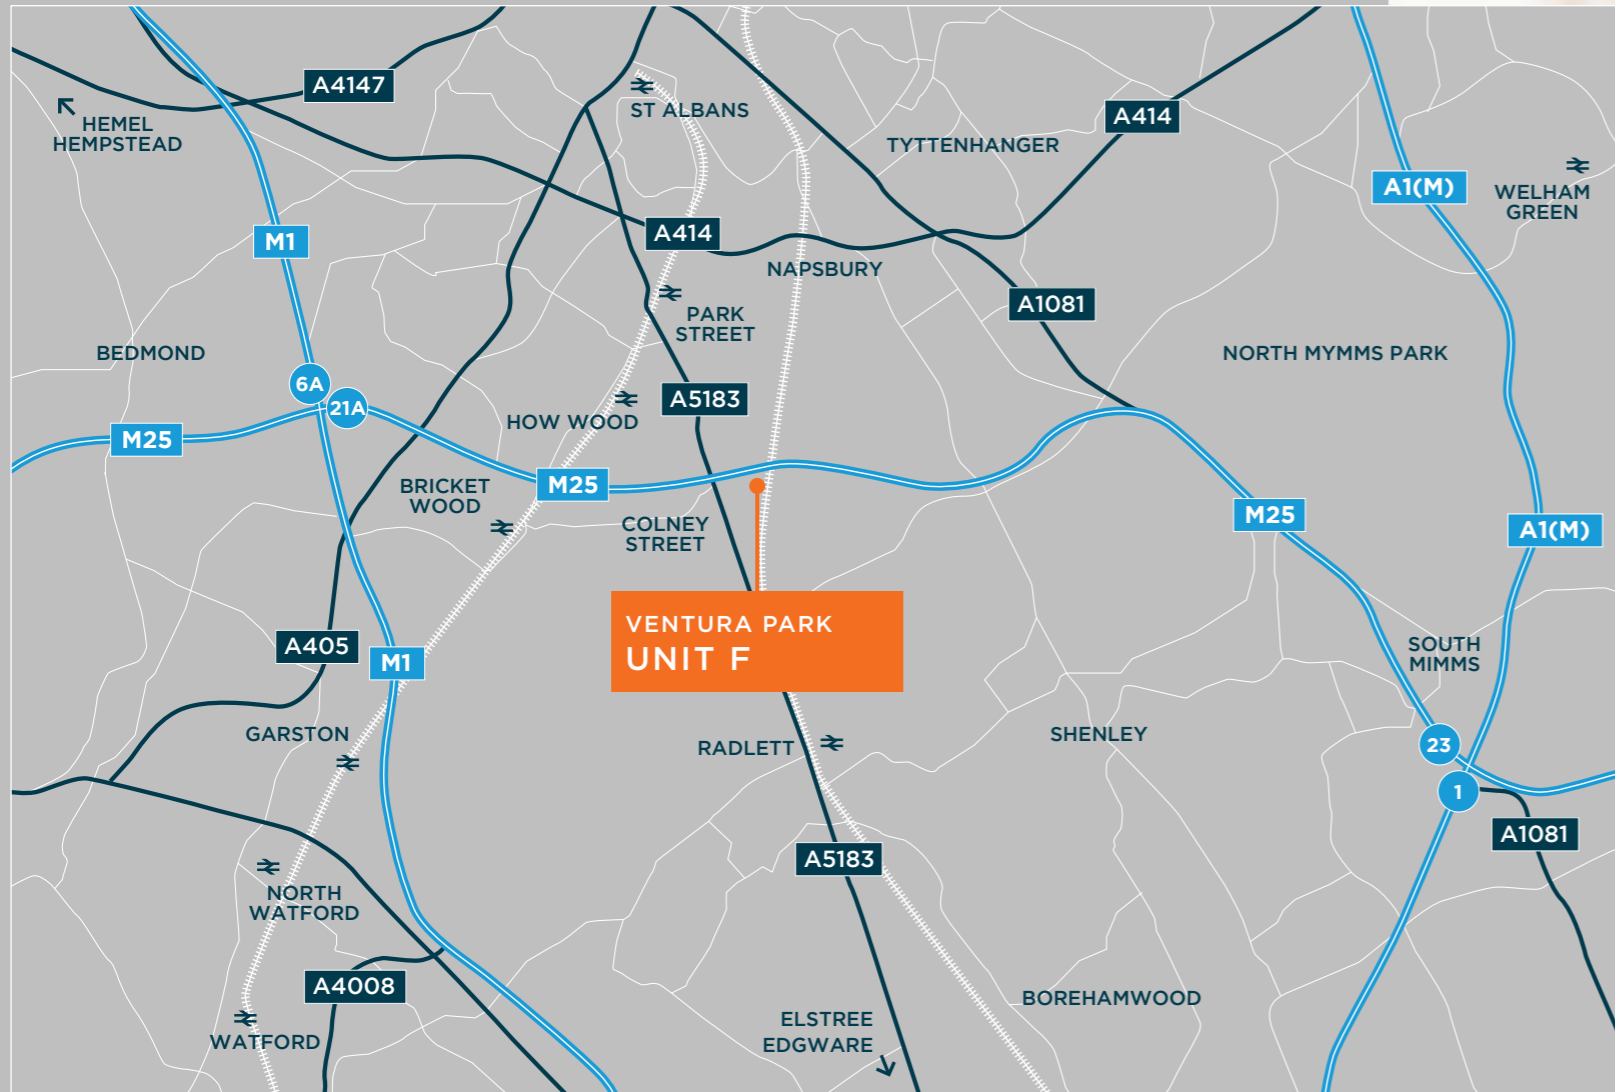 A4147
HEMEL
HEMPSTEAD
ST ALBANS
A414
TYTTENHANGER
A1(M)
WELHAM
GREEN
M1
A414
NAPSBURY
A1081
PARK
STREET
BEDMOND
NORTH MYMMS PARK
6A
21A
A5183
HOW WOOD
M25
BRICKET
WOOD
M25
COLNEY
STREET
M25
A1(M)
VENTURA PARK
UNIT F
A405
M1
SOUTH
MIMMS
GARSTON
RADLETT
SHENLEY
23
1
A1081
A5183
NORTH
WATFORD
A4008
BOREHAMWOOD
WATFORD
ELSTREE
EDGWARE